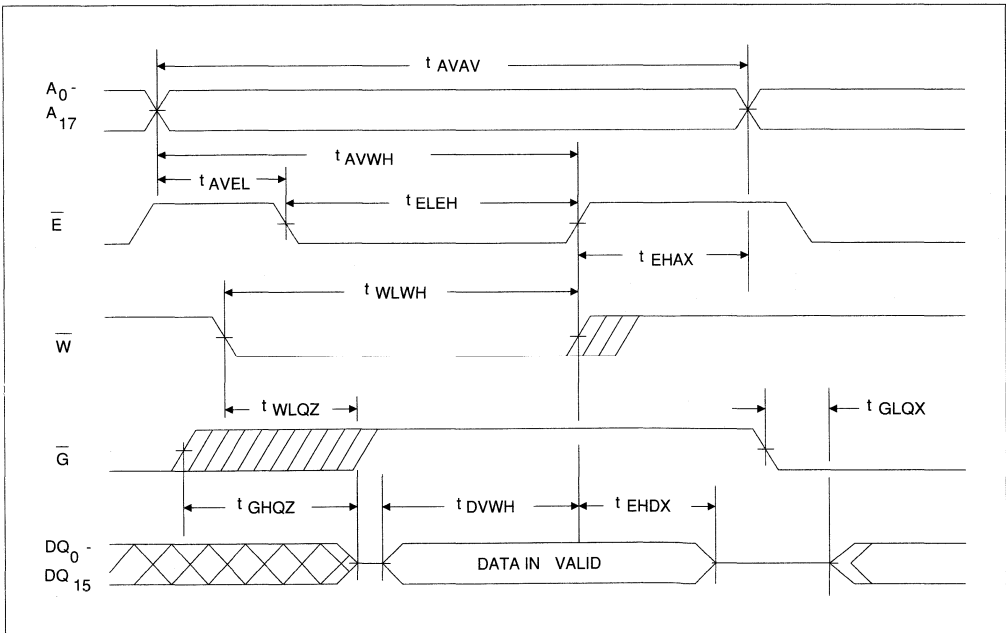 t AVAV
A0 -
A17
t AVWH
t AVEL
t ELEH
E
t EHAX
t WLWH
W
t WLQZ
t GLQX
G
t GHQZ
t DVWH
t EHDX
DQ0 -
DQ15
DATA IN VALID